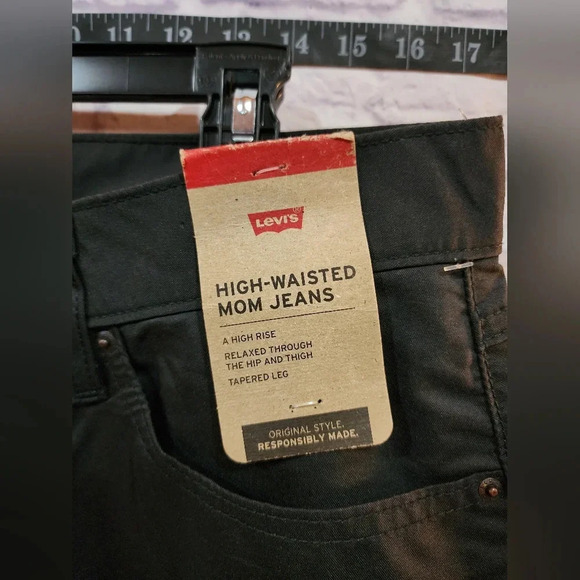 10 11 12 13 14 15 16 17
LEVI'S
HIGH-WAISTED
MOM JEANS
A HIGH RISE
RELAXED THROUGH
THE HIP AND THIGH
TAPERED LEG
ORIGINAL STYLE.
RESPONSIBLY MADE.